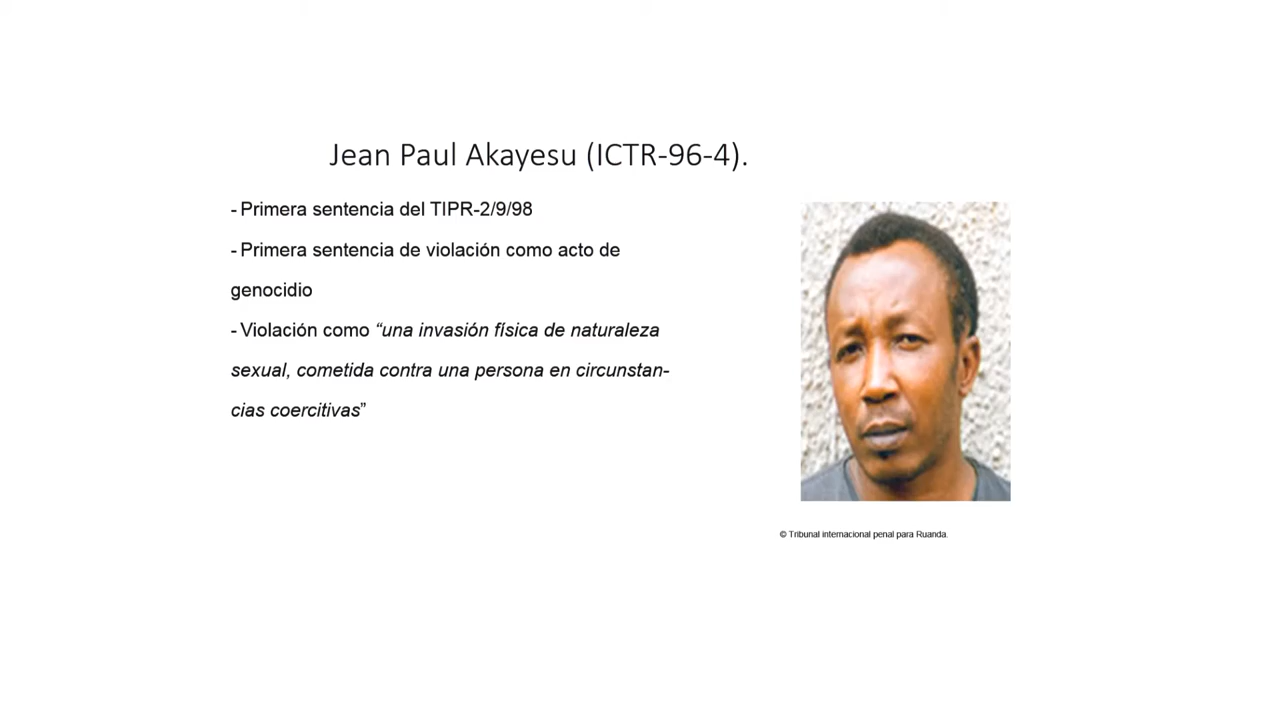 Jean Paul Akayesu (ICTR-96-4).
- Primera sentencia del TIPR-2/9/98
- Primera sentencia de violación como acto de
genocidio
- Violación como “una invasión física de naturaleza
sexual, cometida contra una persona en circunstan-
cias coercitivas”
© Tribunal internacional penal para Ruanda.